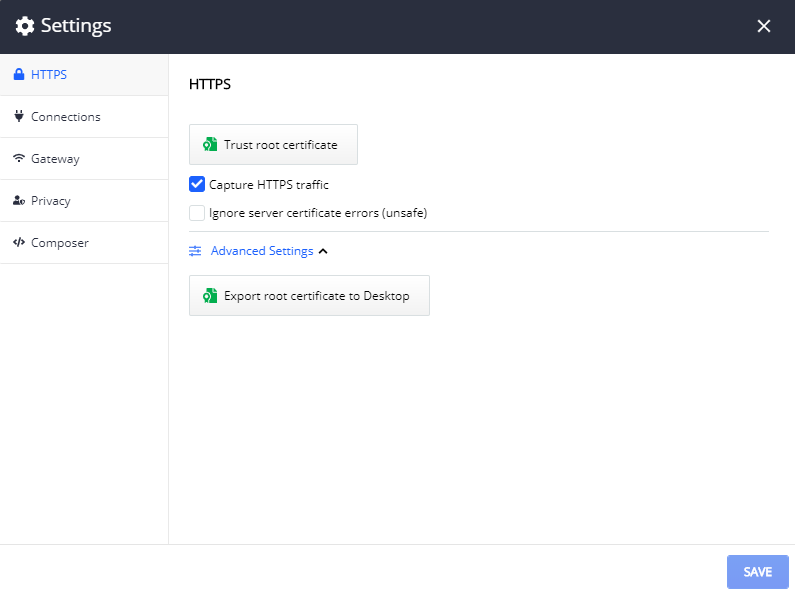 Settings
HTTPS
Connections
Gateway
Privacy
Composer
HTTPS
Trust root certificate
Capture HTTPS traffic
Ignore server certificate errors (unsafe)
Advanced Settings
Export root certificate to Desktop
SAVE